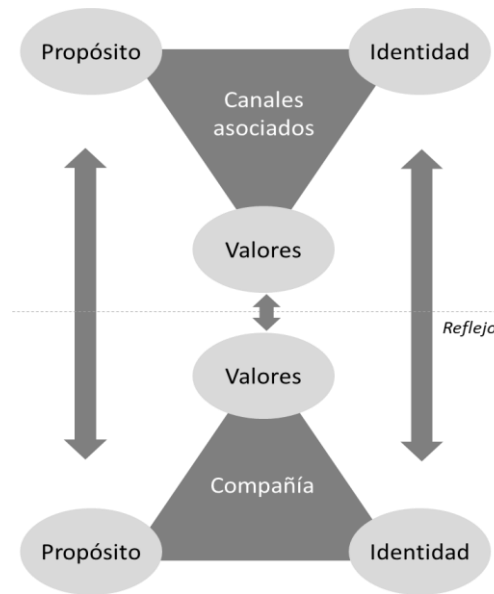 Propósito
Identidad
Canales
asociados
Valores
Reflejo
Valores
Compañía
Propósito
Identidad